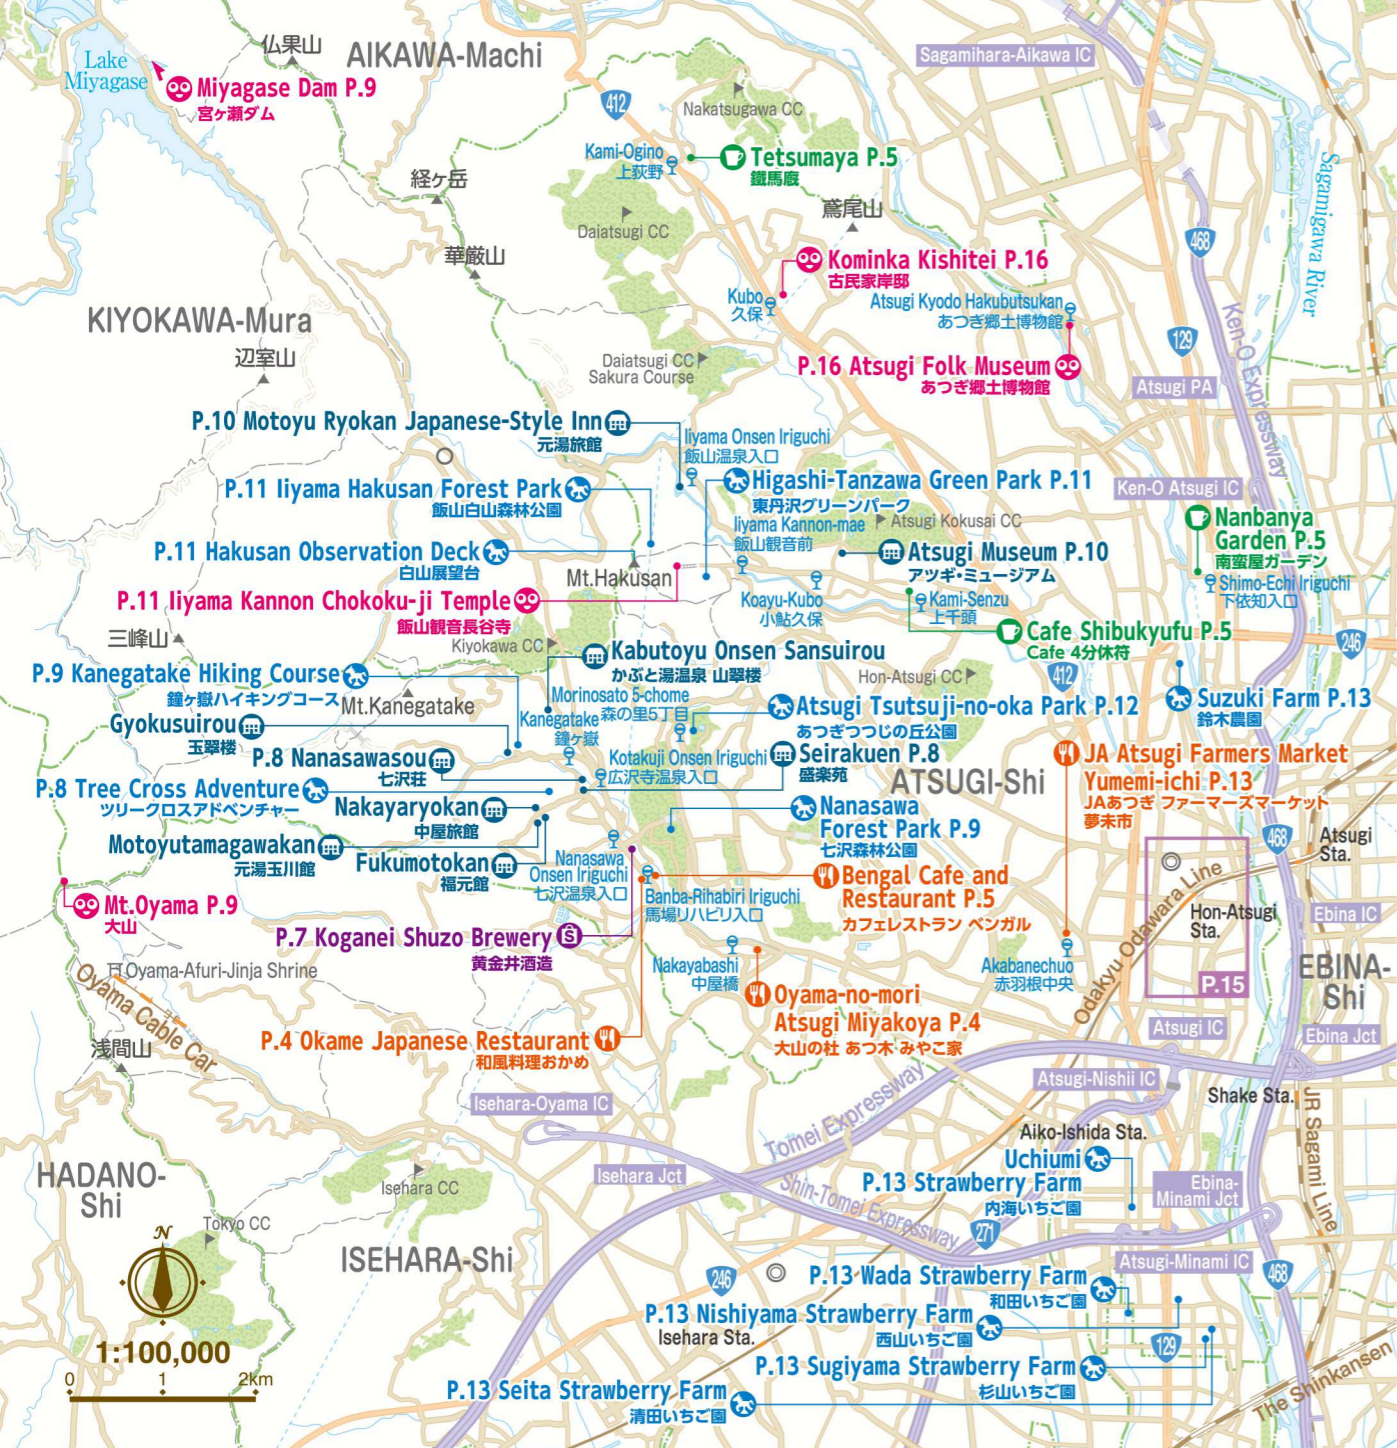 Lake
Miyagase
仏果山
AIKAWA-Machi
Sagamihara-Aikawa IC
Miyagase Dam P.9
宮ヶ瀬ダム
412
Nakatsugawa CC
Kami-Ogino
上荻野
Tetsumaya P.5
鐵馬廐
Sagamigawa River
経ヶ岳
鳶尾山
Daiatsugi CC
468
華厳山
Kominka Kishitei P.16
古民家岸邸
Kubo
久保
Atsugi Kyodo Hakubutsukan
あつぎ郷土博物館
KIYOKAWA-Mura
Ken-O Expressway
129
辺室山
Daiatsugi CC
Sakura Course
P.16 Atsugi Folk Museum
あつぎ郷土博物館
Atsugi PA
P.10 Motoyu Ryokan Japanese-Style Inn
元湯旅館
Iiyama Onsen Iriguchi
飯山温泉入口
P.11 Iiyama Hakusan Forest Park
飯山白山森林公園
Higashi-Tanzawa Green Park P.11
東丹沢グリーンパーク
Ken-O Atsugi IC
Iiyama Kannon-mae
飯山観音前
Atsugi Kokusai CC
Nanbanya
Garden P.5
南蛮屋ガーデン
P.11 Hakusan Observation Deck
白山展望台
Atsugi Museum P.10
アツギ・ミュージアム
Mt.Hakusan
Shimo-Echi Iriguchi
下依知入口
P.11 Iiyama Kannon Chokoku-ji Temple
飯山観音長谷寺
Koayu-Kubo
小鮎久保
Kami-Senzu
上千頭
三峰山
Kiyokawa CC
Cafe Shibukyufu P.5
Cafe 4分休符
246
Kabutoyu Onsen Sansuirou
かぶと湯温泉 山翠楼
P.9 Kanegatake Hiking Course
鐘ヶ嶽ハイキングコース
Hon-Atsugi CC
412
Mt.Kanegatake
Morinosato 5-chome
森の里5丁目
Suzuki Farm P.13
鈴木農園
Atsugi Tsutsuji-no-oka Park P.12
あつぎつつじの丘公園
Gyokusuirou
玉翠楼
Kanegatake
鐘ヶ嶽
P.8 Nanasawasou
七沢荘
Kotakuji Onsen Iriguchi
広沢寺温泉入口
Seirakuen P.8
盛楽苑
ATSUGI-Shi
JA Atsugi Farmers Market
Yumemi-ichi P.13
JAあつぎ ファーマーズマーケット
夢未市
P.8 Tree Cross Adventure
ツリークロスアドベンチャー
Nakayaryokan
中屋旅館
Nanasawa
Forest Park P.9
七沢森林公園
468
Atsugi
Sta.
Motoyutamagawakan
元湯玉川館
Fukumotokan
福元館
Nanasawa
Onsen Iriguchi
七沢温泉入口
Bengal Cafe and
Restaurant P.5
カフェレストラン ベンガル
Banba-Rihabiri Iriguchi
馬場リハビリ入口
Odakyu Odawara Line
Hon-Atsugi
Sta.
Ebina IC
Mt.Oyama P.9
大山
P.7 Koganei Shuzo Brewery
黄金井酒造
Oyama-Afuri-Jinja Shrine
Nakayabashi
中屋橋
Akabanechuo
赤羽根中央
EBINA-
Shi
P.15
Oyama Cable Car
Oyama-no-mori
Atsugi Miyakoya P.4
大山の杜 あつ木 みやこ家
P.4 Okame Japanese Restaurant
和風料理おかめ
Atsugi IC
Ebina Jct
浅間山
Atsugi-Nishi IC
Isehara-Oyama IC
Tomei Expressway
Shake Sta.
JR Sagami Line
Aiko-Ishida Sta.
Uchiumi
P.13 Strawberry Farm
内海いちご園
HADANO-
Shi
Isehara CC
Isehara Jct
Shin-Tomei Expressway
Ebina-
Minami Jct
Tokyo CC
271
N
ISEHARA-Shi
Atsugi-Minami IC
246
P.13 Wada Strawberry Farm
和田いちご園
468
P.13 Nishiyama Strawberry Farm
西山いちご園
Isehara Sta.
129
1:100,000
P.13 Sugiyama Strawberry Farm
杉山いちご園
0 1 2km
P.13 Seita Strawberry Farm
清田いちご園
The Shinkansen